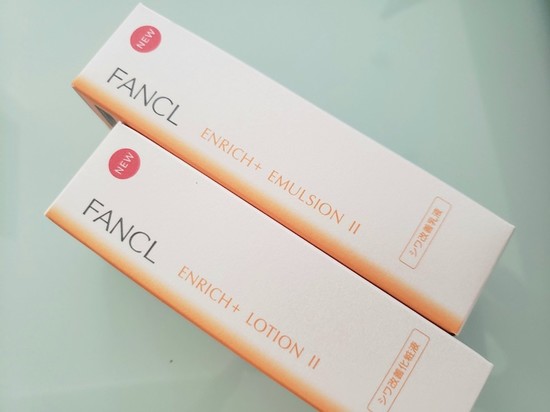 NEW
FANCL
ENRICH+ EMULSION II
シワ改善乳液
NEW
FANCL
ENRICH+ LOTION II
シワ改善化粧液